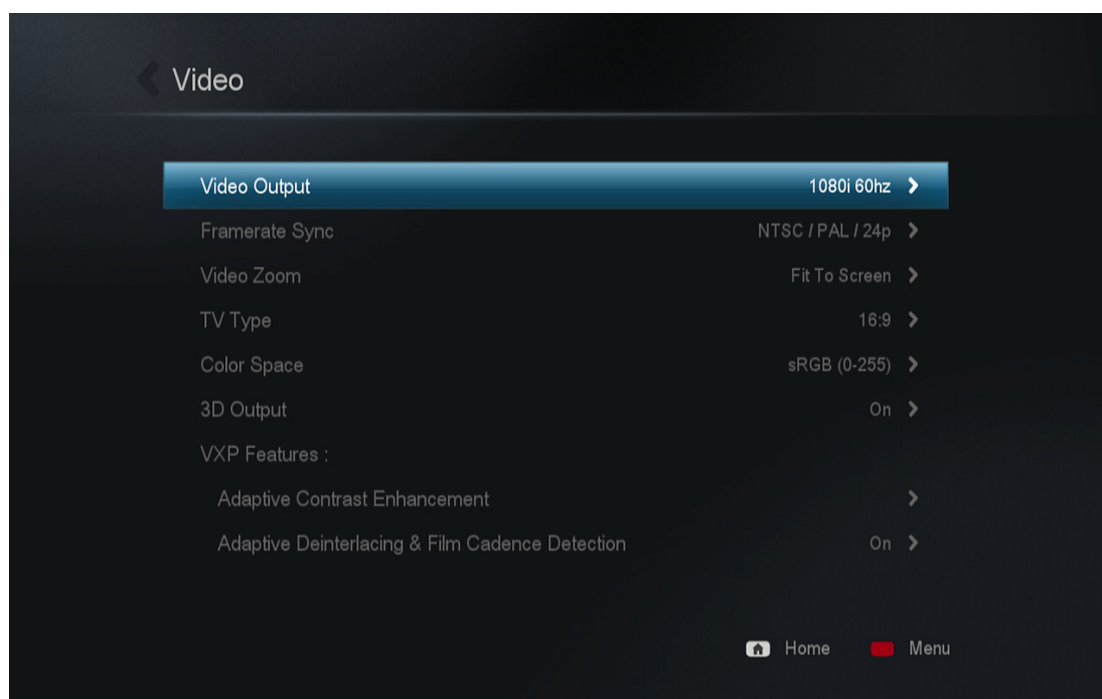 Video
Video Output 1080i 60hz
Framerate Sync NTSC / PAL / 24p
Video Zoom Fit To Screen
TV Type 16:9
Color Space sRGB (0-255)
3D Output On
VXP Features :
Adaptive Contrast Enhancement
Adaptive Deinterlacing & Film Cadence Detection On
Home Menu